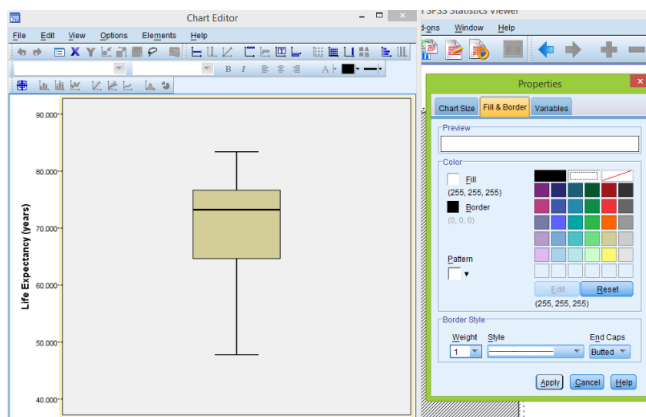 Chart Editor
File Edit View Options Elements Help
B I
A
90.000
80.000
70.000
60.000
50.000
40.000
Life Expectancy (years)
SPSS Statistics Viewer
Window Help
Properties
Chart Size Fill & Border Variables
Preview
Color
Fill
(255, 255, 255)
Border
(0, 0, 0)
Pattern
Edit Reset
(255, 255, 255)
Border Style
Weight Style End Caps
1 Butted
Apply Cancel Help